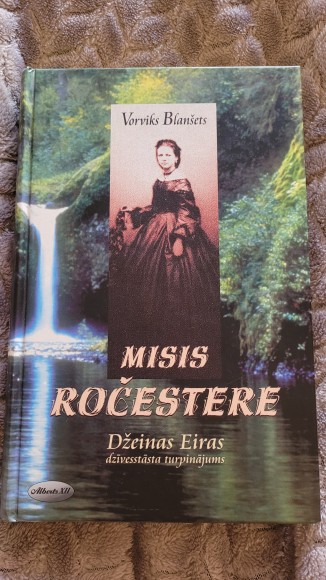 Vorviks Blanšets
MISIS
ROČESTERE
Džeinas Eiras
dzīvesstāsta turpinājums
Alberts XII